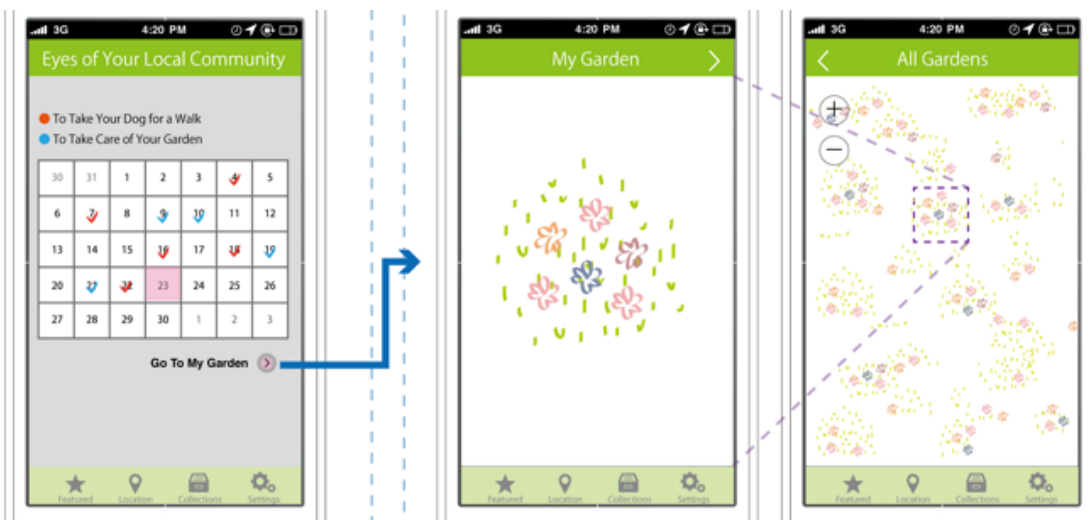 3G 4:20 PM
Eyes of Your Local Community
To Take Your Dog for a Walk
To Take Care of Your Garden
30 31 1 2 3 4 5
6 7 8 9 10 11 12
13 14 15 16 17 18 19
20 21 22 23 24 25 26
27 28 29 30 1 2 3
Go To My Garden
Featured Location Collections Settings
3G 4:20 PM
My Garden
Featured Location Collections Settings
3G 4:20 PM
All Gardens
Featured Location Collections Settings